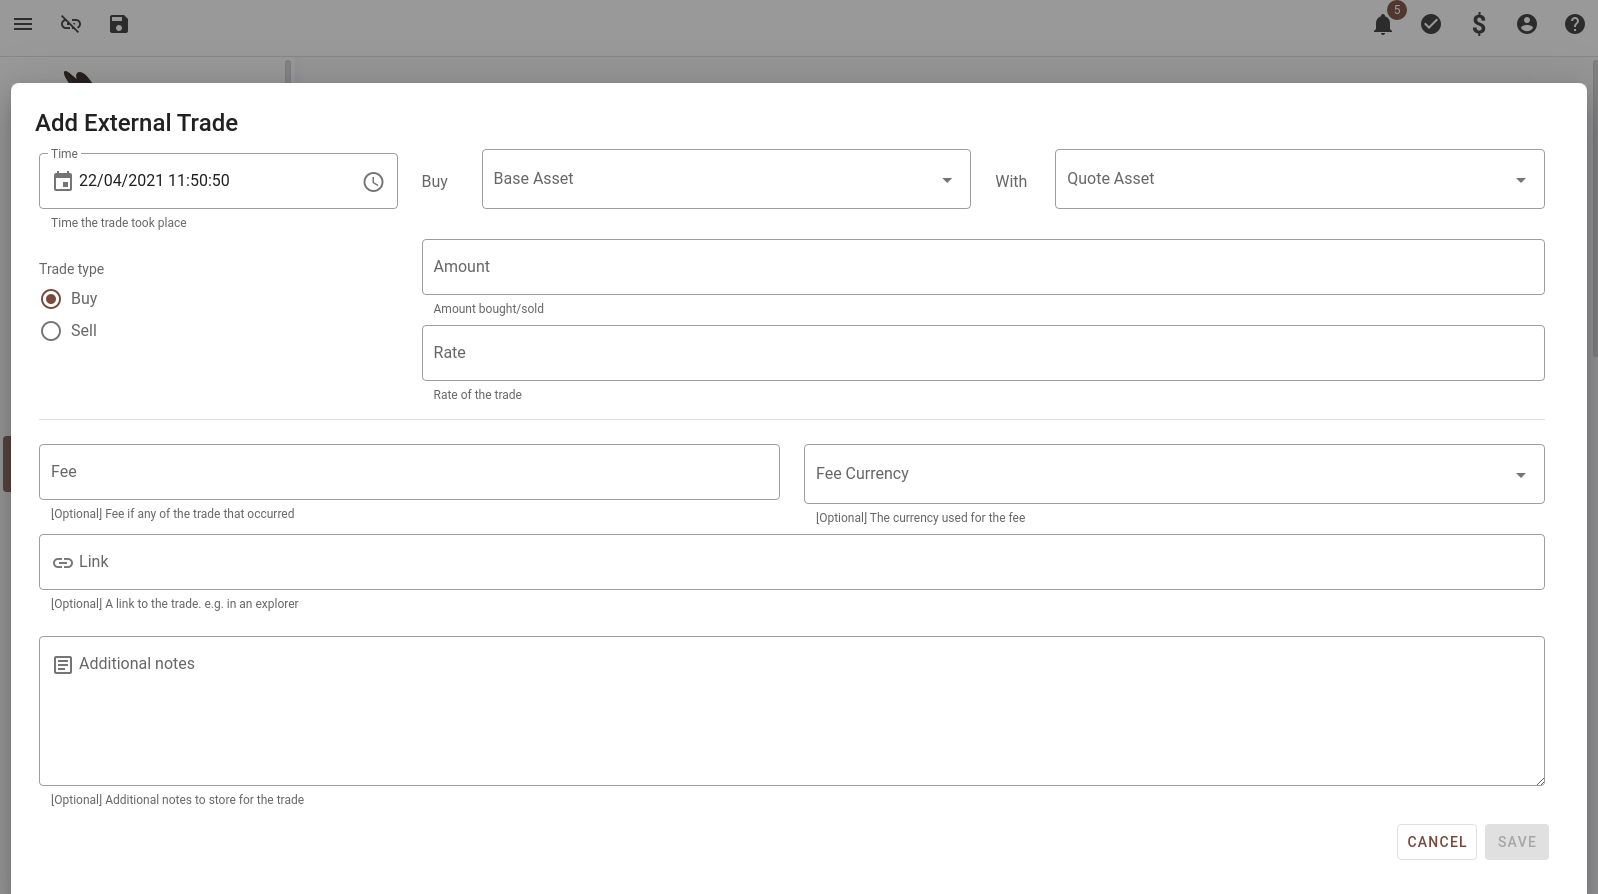 5
Add External Trade
Time
22/04/2021 11:50:50
Buy
Base Asset
With
Quote Asset
Time the trade took place
Trade type
Buy
Sell
Amount
Amount bought/sold
Rate
Rate of the trade
Fee
[Optional] Fee if any of the trade that occurred
Fee Currency
[Optional] The currency used for the fee
Link
[Optional] A link to the trade. e.g. in an explorer
Additional notes
[Optional] Additional notes to store for the trade
CANCEL
SAVE